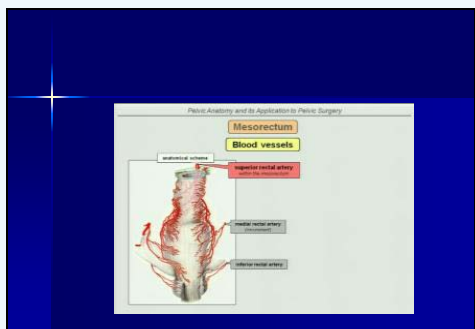 Pelvic Anatomy and its Application to Pelvic Surgery
Mesorectum
Blood vessels
anatomical scheme
superior rectal artery
within the mesorectum
medial rectal artery
(inconstant)
inferior rectal artery